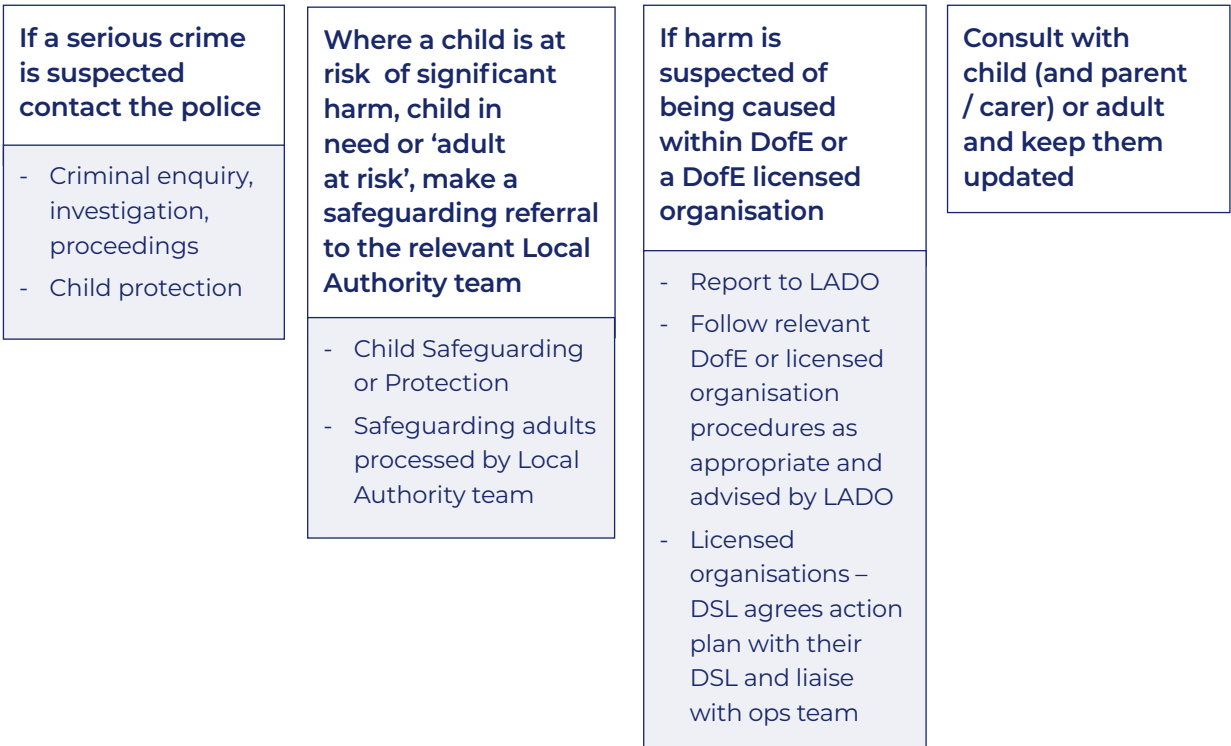 If a serious crime
is suspected
contact the police
- Criminal enquiry,
investigation,
proceedings
- Child protection
Where a child is at
risk of significant
harm, child in
need or ‘adult
at risk’, make a
safeguarding referral
to the relevant Local
Authority team
- Child Safeguarding
or Protection
- Safeguarding adults
processed by Local
Authority team
If harm is
suspected of
being caused
within DofE or
a DofE licensed
organisation
- Report to LADO
- Follow relevant
DofE or licensed
organisation
procedures as
appropriate and
advised by LADO
- Licensed
organisations –
DSL agrees action
plan with their
DSL and liaise
with ops team
Consult with
child (and parent
/ carer) or adult
and keep them
updated